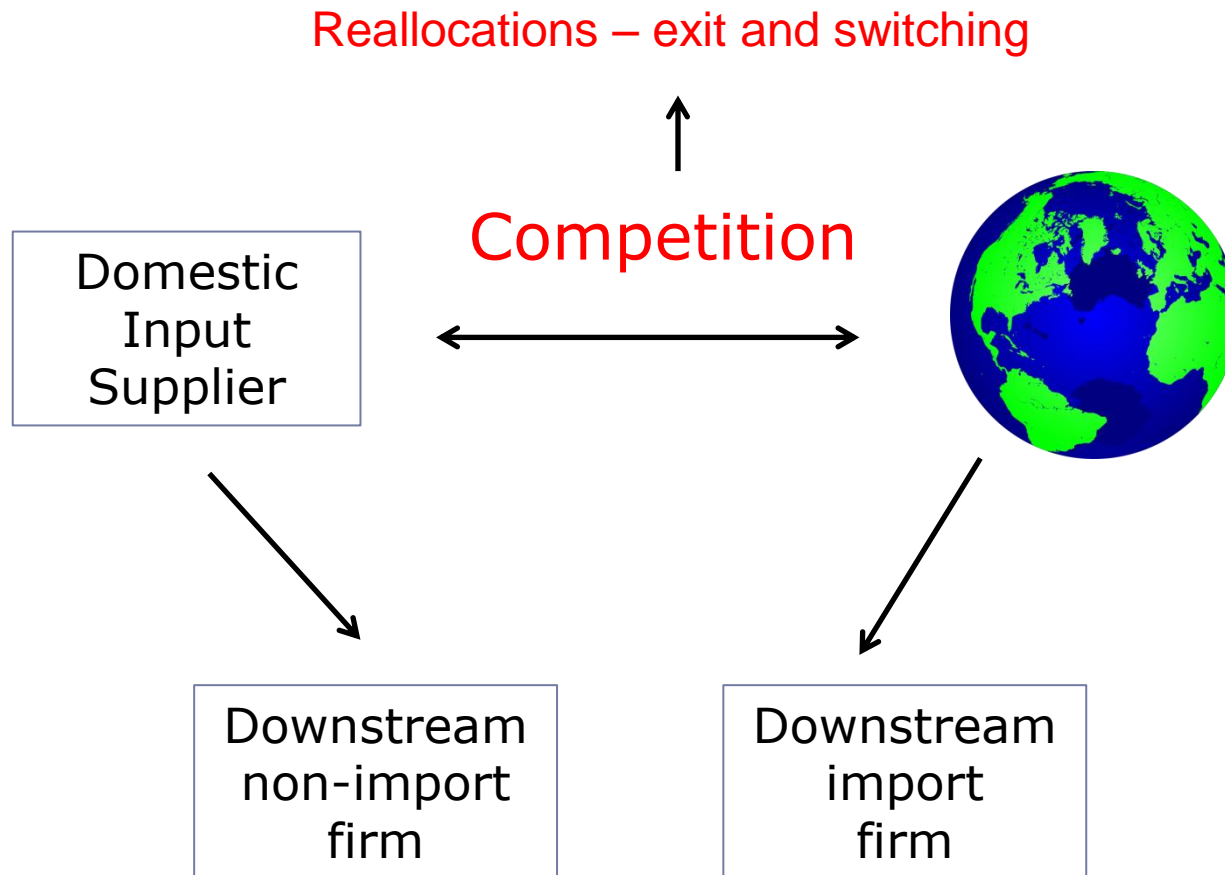 Reallocations – exit and switching
Competition
Domestic
Input
Supplier
Downstream
non-import
firm
Downstream
import
firm